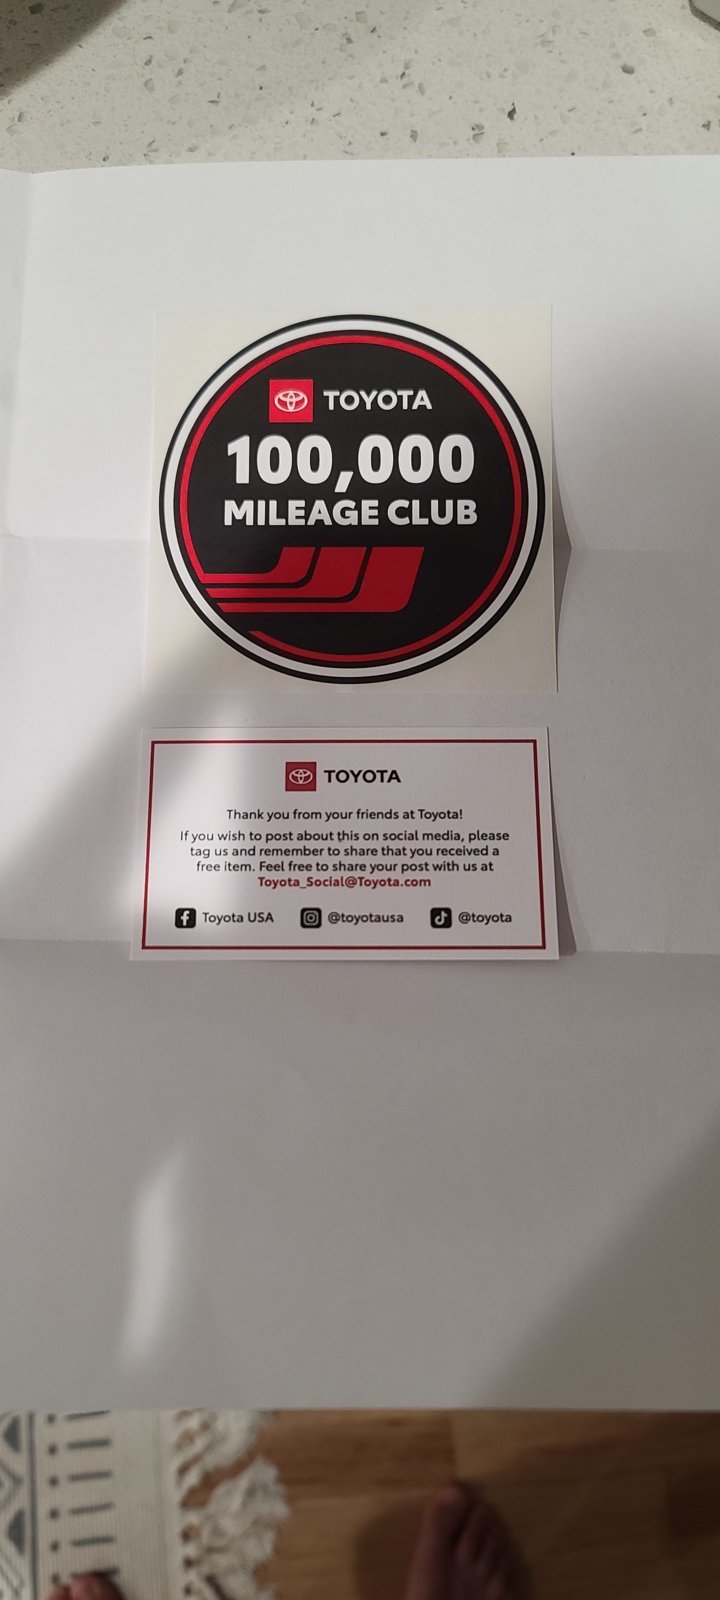 TOYOTA
100,000
MILEAGE CLUB
TOYOTA
Thank you from your friends at Toyota!
If you wish to post about this on social media, please
tag us and remember to share that you received a
free item. Feel free to share your post with us at
Toyota_Social@Toyota.com
Toyota USA @toyotausa @toyota